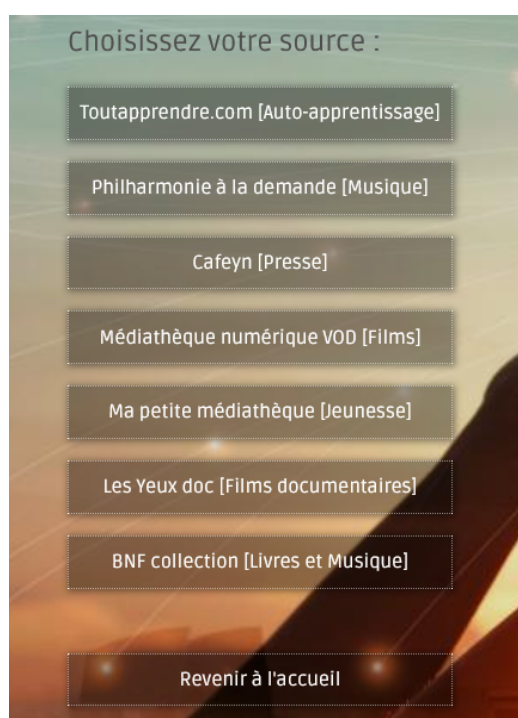 Choisissez votre source :
Toutapprendre.com [Auto-apprentissage]
Philharmonie à la demande [Musique]
Cafeyn [Presse]
Médiathèque numérique VOD [Films]
Ma petite médiathèque [Jeunesse]
Les Yeux doc [Films documentaires]
BNF collection [Livres et Musique]
Revenir à l'accueil